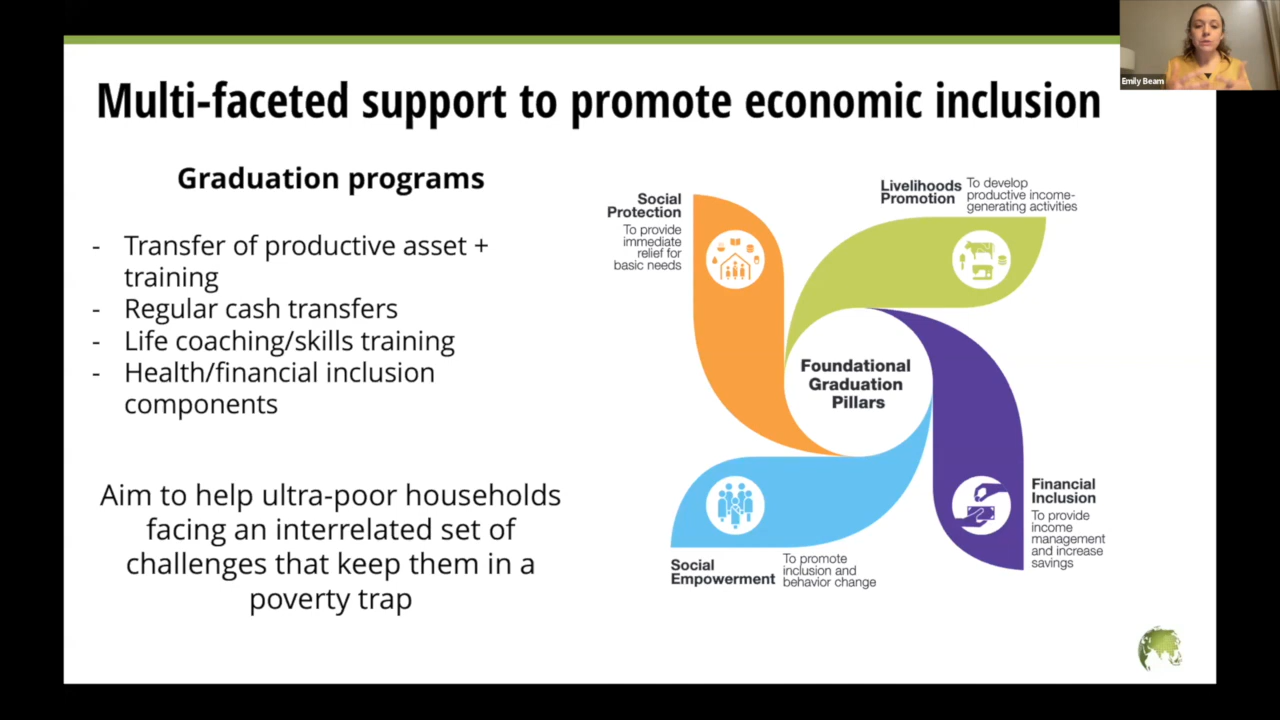 Multi-faceted support to promote economic inclusion
Emily Beam
Graduation programs
- Transfer of productive asset +
training
- Regular cash transfers
- Life coaching/skills training
- Health/financial inclusion
components
Aim to help ultra-poor households
facing an interrelated set of
challenges that keep them in a
poverty trap
Social
Protection
To provide
immediate
relief for
basic needs
Livelihoods
Promotion
To develop
productive income-
generating activities
Foundational
Graduation
Pillars
Social
Empowerment
To promote
inclusion and
behavior change
Financial
Inclusion
To provide
income
management
and increase
savings